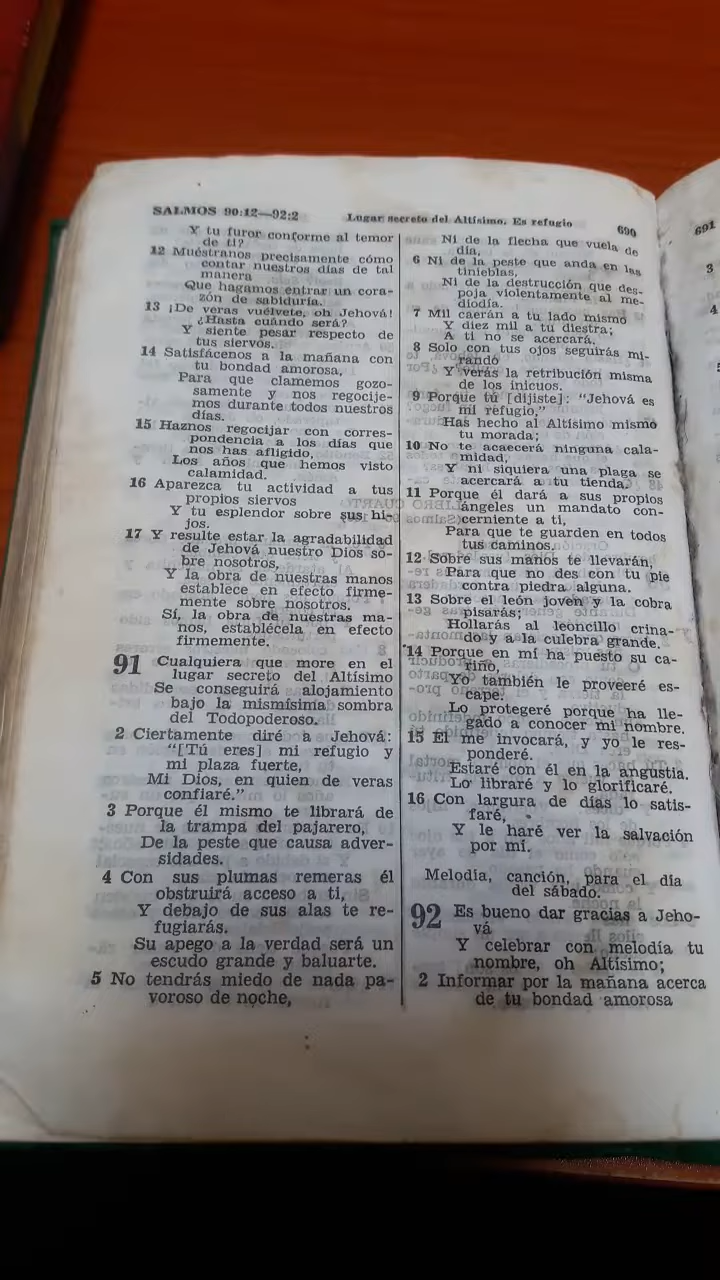 SALMOS 90:12—92:2
Lugar secreto del Altísimo. Es refugio
690
Y tu furor conforme al temor
de ti?
12 Muéstranos precisamente cómo
contar nuestros días de tal
manera
Que hagamos entrar un cora-
zón de sabiduría.
13 ¡De veras vuélvete, oh Jehová!
¿Hasta cuándo será?
Y siente pesar respecto de
tus siervos.
14 Satisfácenos a la mañana con
tu bondad amorosa,
Para que clamemos gozo-
samente y nos regocije-
mos durante todos nuestros
días.
15 Haznos regocijar con corres-
pondencia a los días que
nos has afligido,
Los años que hemos visto
calamidad.
16 Aparezca tu actividad a tus
propios siervos
Y tu esplendor sobre sus hi-
jos.
17 Y resulte estar la agradabilidad
de Jehová nuestro Dios so-
bre nosotros,
Y la obra de nuestras manos
establece en efecto firme-
mente sobre nosotros.
Sí, la obra de nuestras ma-
nos, establécela en efecto
firmemente.
91 Cualquiera que more en el
lugar secreto del Altísimo
Se conseguirá alojamiento
bajo la mismísima sombra
del Todopoderoso.
2 Ciertamente diré a Jehová:
“[Tú eres] mi refugio y
mi plaza fuerte,
Mi Dios, en quien de veras
confiaré.”
3 Porque él mismo te librará de
la trampa del pajarero,
De la peste que causa adver-
sidades.
4 Con sus plumas remeras él
obstruirá acceso a ti,
Y debajo de sus alas te re-
fugiarás.
Su apego a la verdad será un
escudo grande y baluarte.
5 No tendrás miedo de nada pa-
voroso de noche,
Ni de la flecha que vuela de
día,
6 Ni de la peste que anda en las
tinieblas,
Ni de la destrucción que des-
poja violentamente al me-
diodía.
7 Mil caerán a tu lado mismo
Y diez mil a tu diestra;
A ti no se acercará.
8 Solo con tus ojos seguirás mi-
rando
Y verás la retribución misma
de los inicuos.
9 Porque tú [dijiste]: “Jehová es
mi refugio,”
Has hecho al Altísimo mismo
tu morada;
10 No te acaecerá ninguna cala-
midad,
Y ni siquiera una plaga se
acercará a tu tienda.
11 Porque él dará a sus propios
ángeles un mandato con-
cerniente a ti,
Para que te guarden en todos
tus caminos.
12 Sobre sus manos te llevarán,
Para que no des con tu pie
contra piedra alguna.
13 Sobre el león joven y la cobra
pisarás;
Hollarás al leoncillo crina-
do y a la culebra grande.
14 Porque en mí ha puesto su ca-
riño,
Yo también le proveeré es-
cape.
Lo protegeré porque ha lle-
gado a conocer mi nombre.
15 Él me invocará, y yo le res-
ponderé.
Estaré con él en la angustia.
Lo libraré y lo glorificaré.
16 Con largura de días lo satis-
faré,
Y le haré ver la salvación
por mí.
Melodía, canción, para el día
del sábado.
92 Es bueno dar gracias a Jeho-
vá
Y celebrar con melodía tu
nombre, oh Altísimo;
2 Informar por la mañana acerca
de tu bondad amorosa
691
3
4